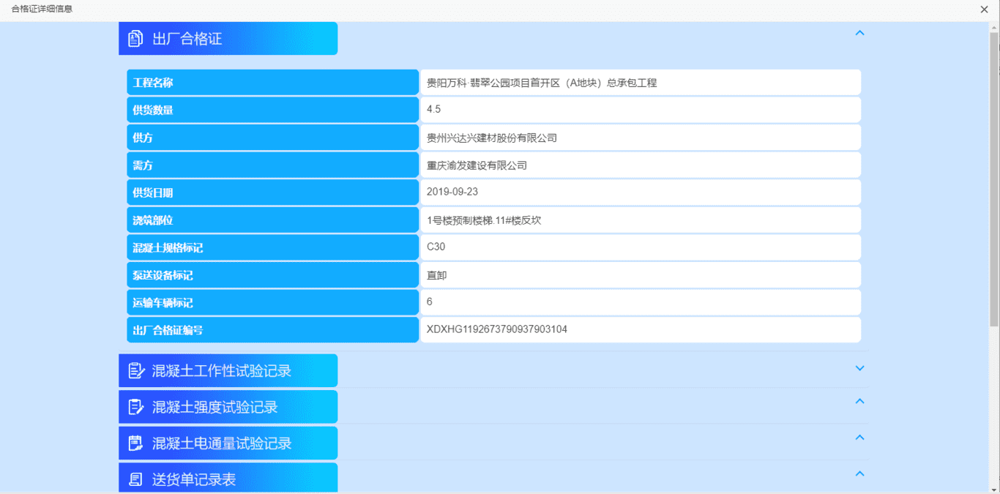 合格证详细信息
出厂合格证
工程名称 贵阳万科·翡翠公园项目首开区（A地块）总承包工程
供货数量 4.5
供方 贵州兴达兴建材股份有限公司
需方 重庆渝发建设有限公司
供货日期 2019-09-23
浇筑部位 1号楼预制楼梯.11#楼反坎
混凝土规格标记 C30
泵送设备标记 直卸
运输车辆标记 6
出厂合格证编号 XDXHG1192673790937903104
混凝土工作性试验记录
混凝土强度试验记录
混凝土电通量试验记录
送货单记录表